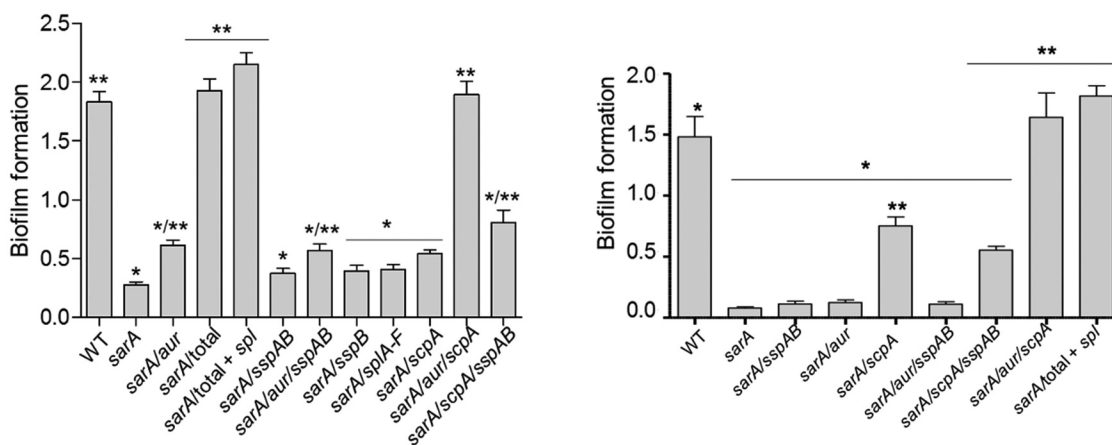 Biofilm formation
2.5
2.0
1.5
1.0
0.5
0.0
**
*
*/**
**
*
*/**
*
**
*/**
WT
sarA
sarA/aur
sarA/total
sarA/total + spl
sarA/sspAB
sarA/aur/sspAB
sarA/sspB
sarA/splA-F
sarA/scpA
sarA/aur/scpA
sarA/scpA/sspAB
Biofilm formation
2.0
1.5
1.0
0.5
0.0
*
*
**
**
WT
sarA
sarA/sspAB
sarA/aur
sarA/scpA
sarA/aur/sspAB
sarA/scpA/sspAB
sarA/aur/scpA
sarA/total + spl